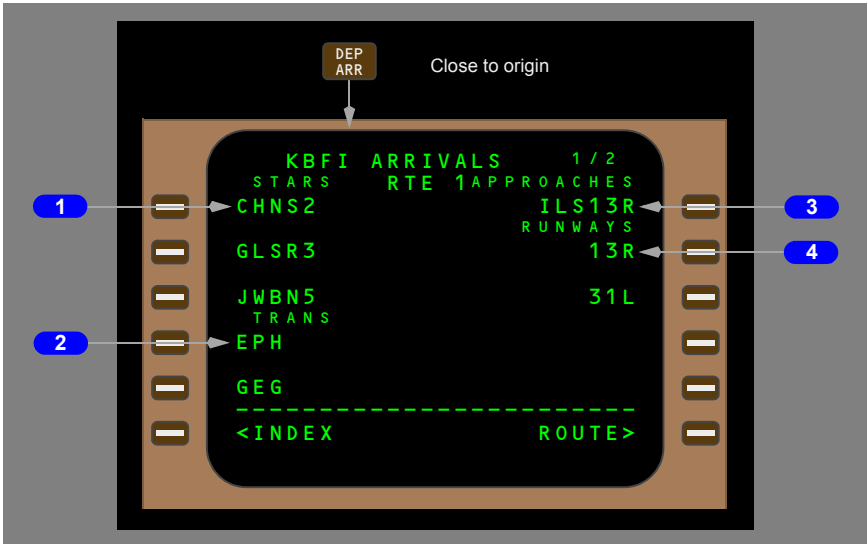 DEP
ARR
Close to origin
KBFI ARRIVALS 1/2
STARS RTE 1 APPROACHES
1 CHNS2 ILS13R 3
RUNWAYS
GLSR3 13R 4
JWBN5 31L
TRANS
2 EPH
GEG
----------------------------
<INDEX ROUTE>